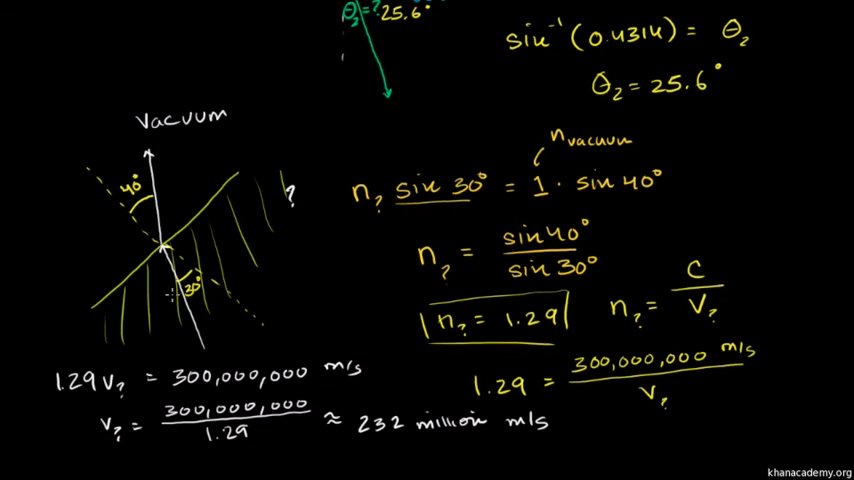 θ₂ = ? 25.6°
sin⁻¹ (0.4314) = θ₂
θ₂ = 25.6°
Vacuum
40°
?
30°
n vacuum
n? sin 30° = 1 · sin 40°
n? = sin 40° / sin 30°
n? = 1.29
n? = C / V?
1.29 = 300,000,000 m/s / V?
1.29 V? = 300,000,000 m/s
V? = 300,000,000 / 1.29 ≈ 232 million m/s
khanacademy.org